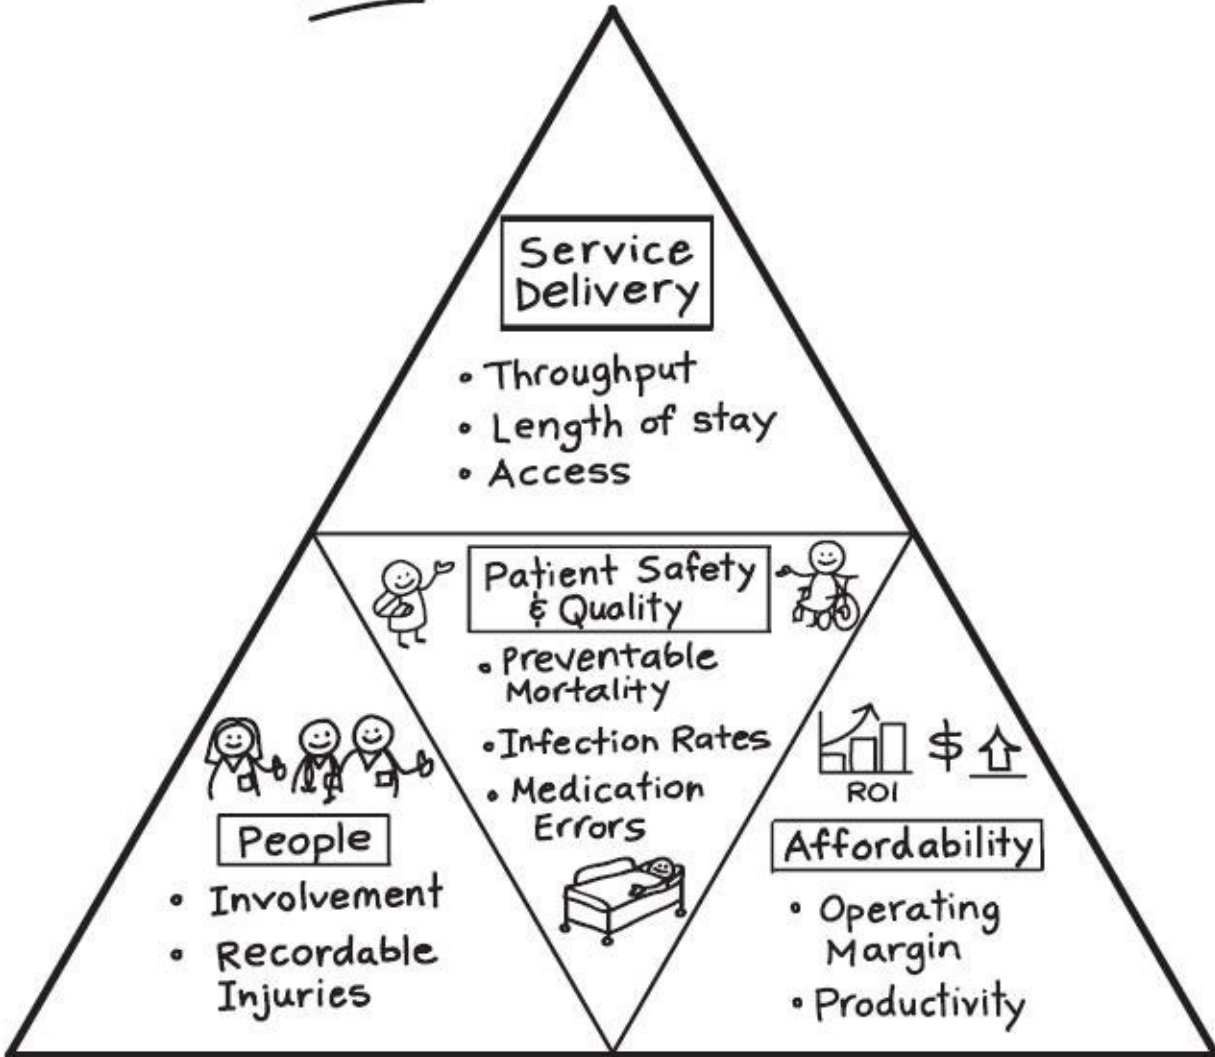 Service
Delivery
• Throughput
• Length of stay
• Access
Patient Safety
& Quality
• Preventable
Mortality
• Infection Rates
• Medication
Errors
People
• Involvement
• Recordable
Injuries
$
ROI
Affordability
• Operating
Margin
• Productivity